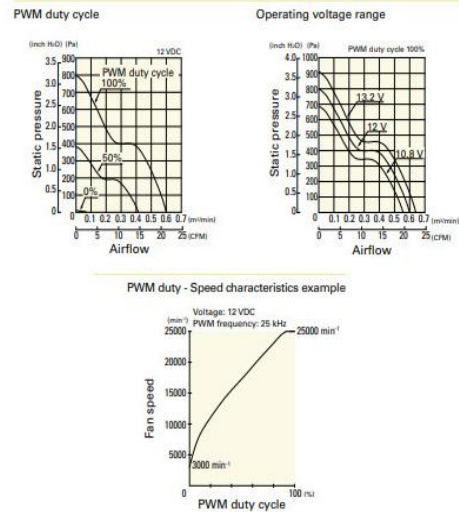 PWM duty cycle
(inch H₂O) (Pa)
12 VDC
3.5 900
800
3.0 700
2.5 600
2.0 500
400
1.5 300
1.0 200
0.5 100
0 0
PWM duty cycle
100%
50%
0%
Static pressure
0 0.1 0.2 0.3 0.4 0.5 0.6 0.7 (m³/min)
0 5 10 15 20 25 (CFM)
Airflow
Operating voltage range
(inch H₂O) (Pa)
PWM duty cycle 100%
4.0 1000
3.5 900
800
3.0 700
2.5 600
2.0 500
1.5 400
300
1.0 200
0.5 100
0
13.2 V
12 V
10.8 V
Static pressure
0 0.1 0.2 0.3 0.4 0.5 0.6 0.7 (m³/min)
0 5 10 15 20 25 (CFM)
Airflow
PWM duty - Speed characteristics example
Voltage: 12 VDC
PWM frequency: 25 kHz
(min⁻¹)
25000
20000
15000
10000
5000
0
25000 min⁻¹
3000 min⁻¹
Fan speed
100 (%)
PWM duty cycle